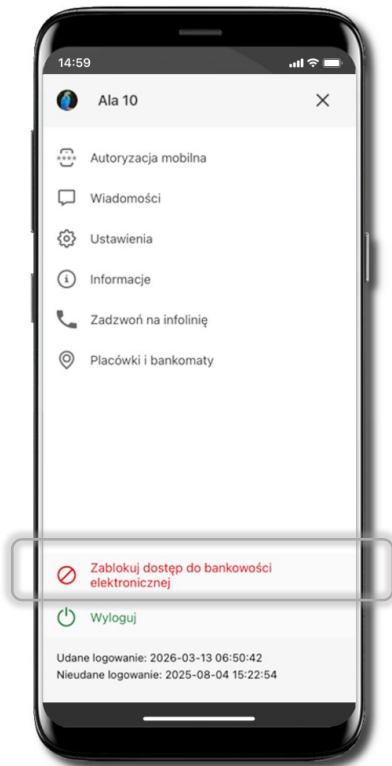 14:59
Ala 10
Autoryzacja mobilna
Wiadomości
Ustawienia
Informacje
Zadzwoń na infolinię
Placówki i bankomaty
Zablokuj dostęp do bankowości
elektronicznej
Wyloguj
Udane logowanie: 2026-03-13 06:50:42
Nieudane logowanie: 2025-08-04 15:22:54